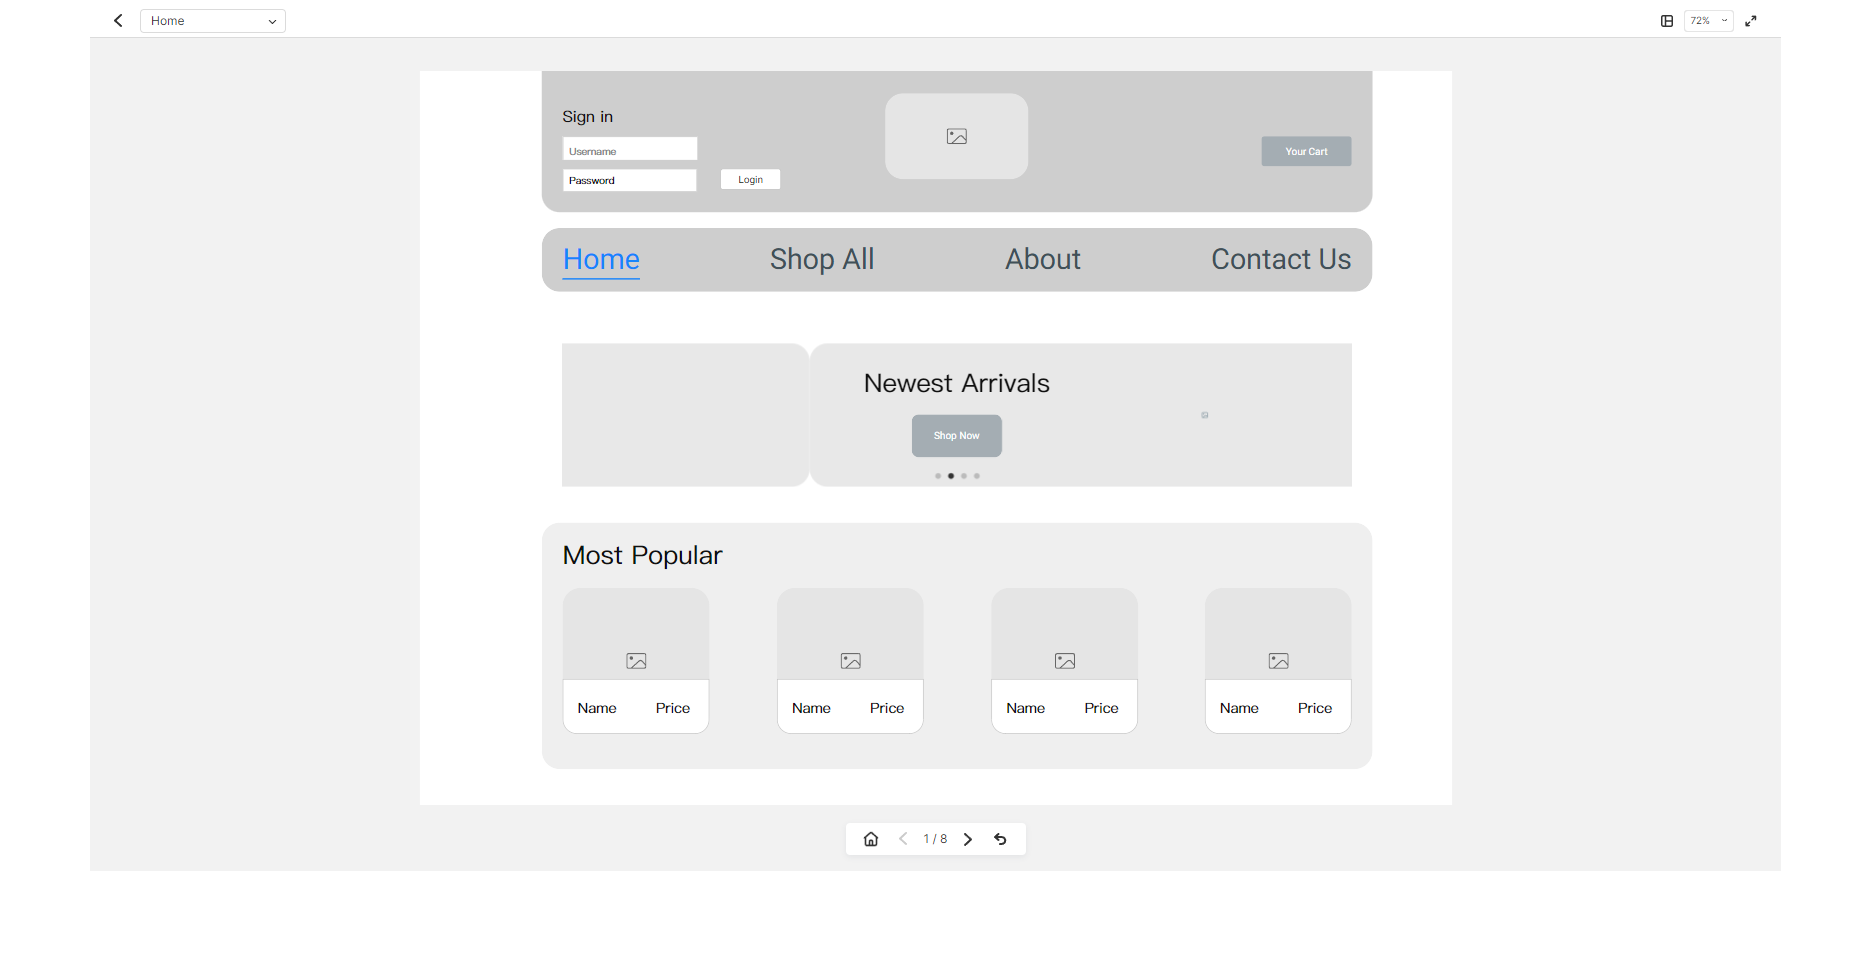 Home
72%
Sign in
Username
Password
Login
Your Cart
Home
Shop All
About
Contact Us
Newest Arrivals
Shop Now
Most Popular
Name Price
Name Price
Name Price
Name Price
1 / 8